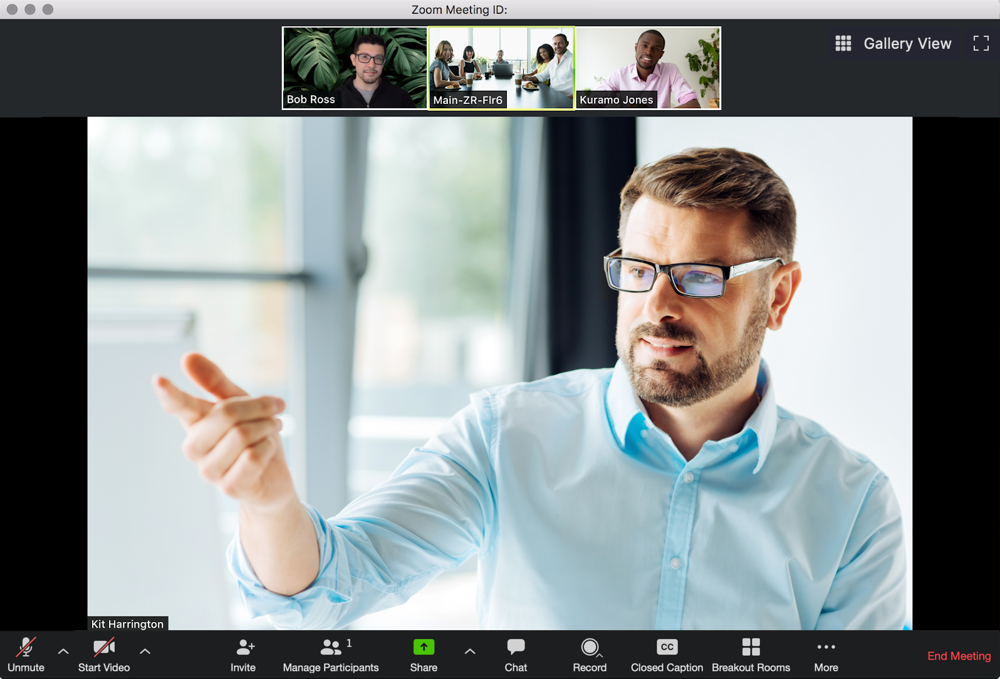 Zoom Meeting ID:
Gallery View
Bob Ross
Main-ZR-Flr6
Kuramo Jones
Kit Harrington
1
Unmute
Start Video
Invite
Manage Participants
Share
Chat
Record
CC
Closed Caption
Breakout Rooms
More
End Meeting